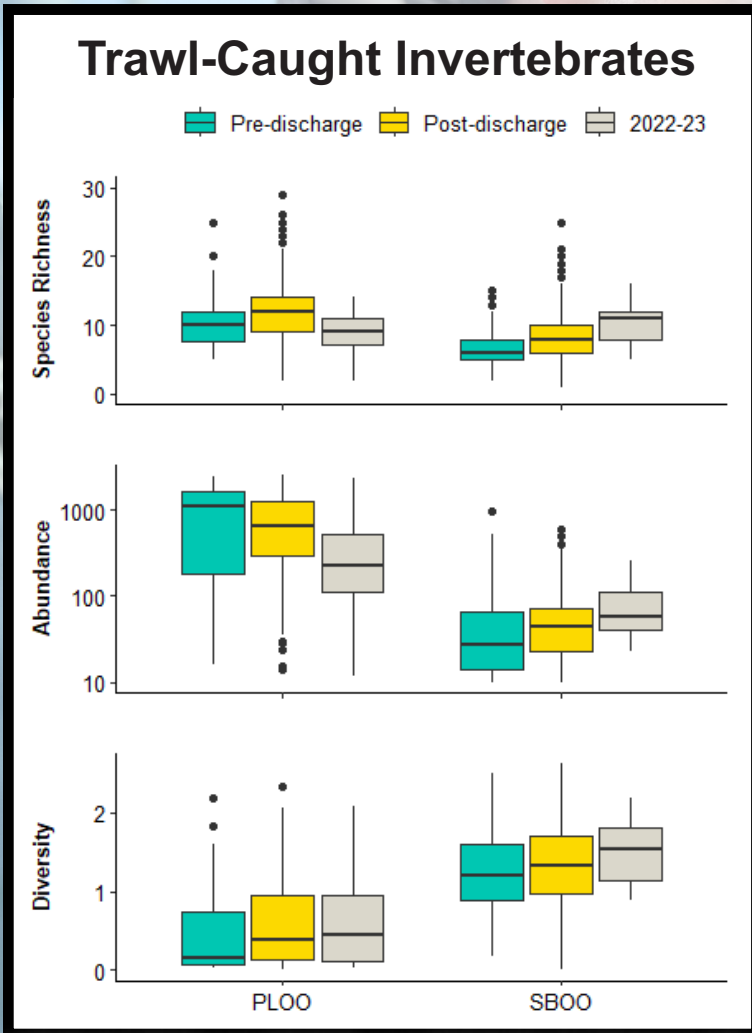 Trawl-Caught Invertebrates
Pre-discharge Post-discharge 2022-23
Species Richness
30
20
10
0
Abundance
1000
100
10
Diversity
2
1
0
PLOO SBOO